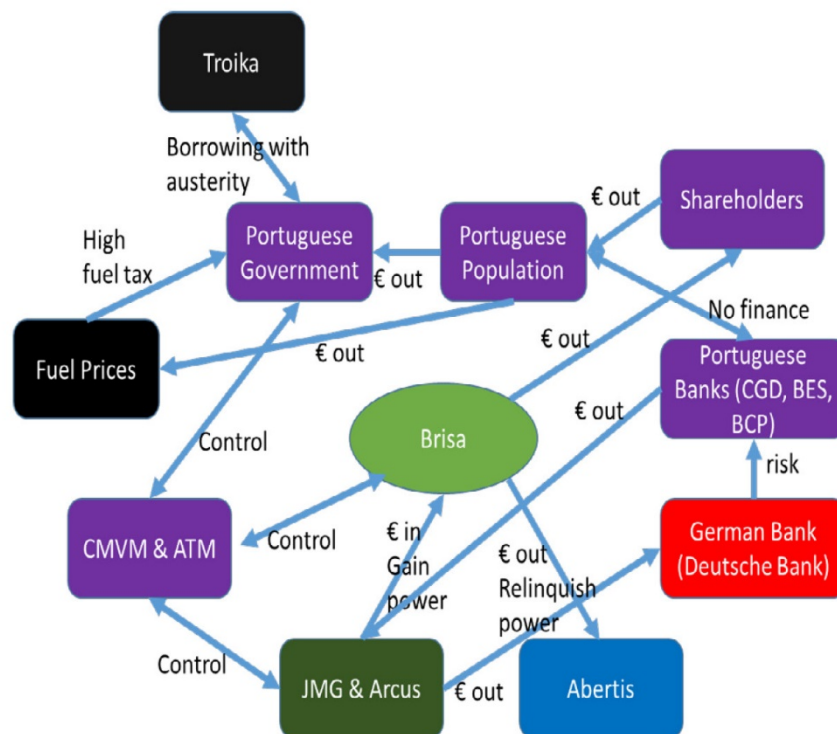 Troika
Borrowing with
austerity
€ out
Shareholders
High
fuel tax
Portuguese
Government
€ out
Portuguese
Population
No finance
Fuel Prices
€ out
€ out
Portuguese
Banks (CGD, BES,
BCP)
€ out
Control
Brisa
risk
CMVM & ATM
Control
€ in
Gain
power
€ out
Relinquish
power
German Bank
(Deutsche Bank)
Control
JMG & Arcus
€ out
Abertis